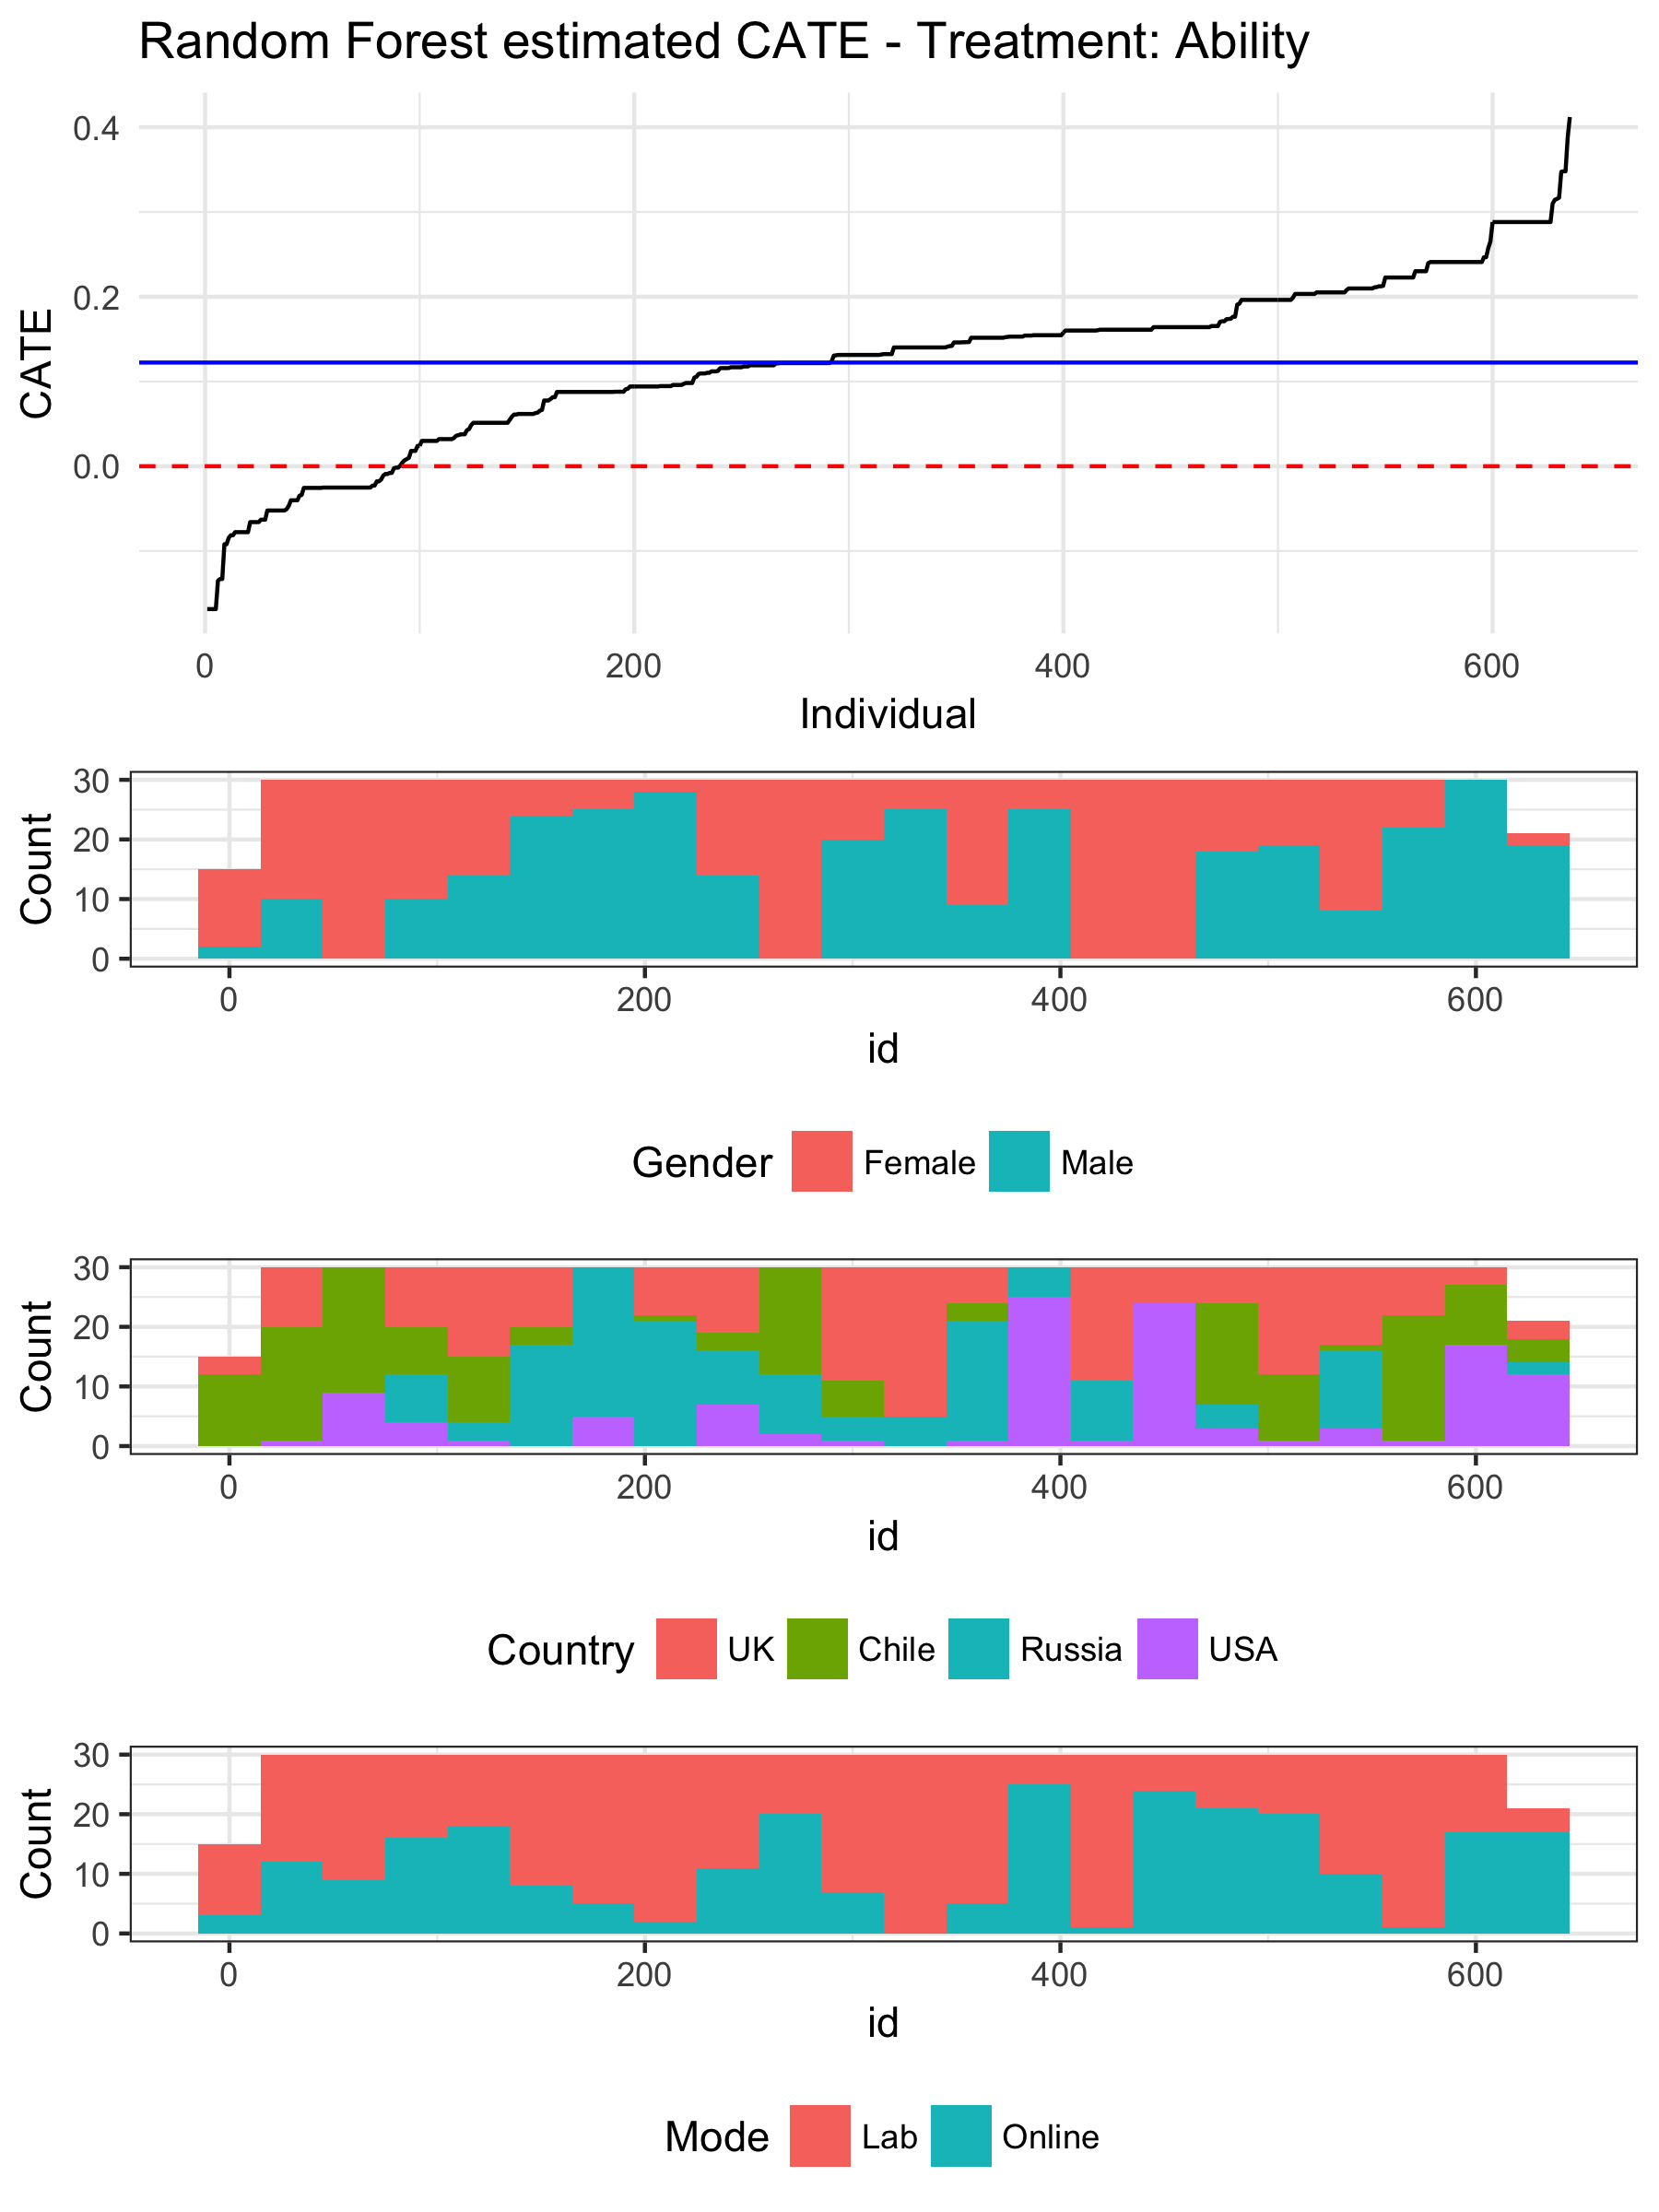 Random Forest estimated CATE - Treatment: Ability
0.4
0.2
0.0
CATE
0 200 400 600
Individual
30
20
10
0
Count
0 200 400 600
id
Gender Female Male
30
20
10
0
Count
0 200 400 600
id
Country UK Chile Russia USA
30
20
10
0
Count
0 200 400 600
id
Mode Lab Online